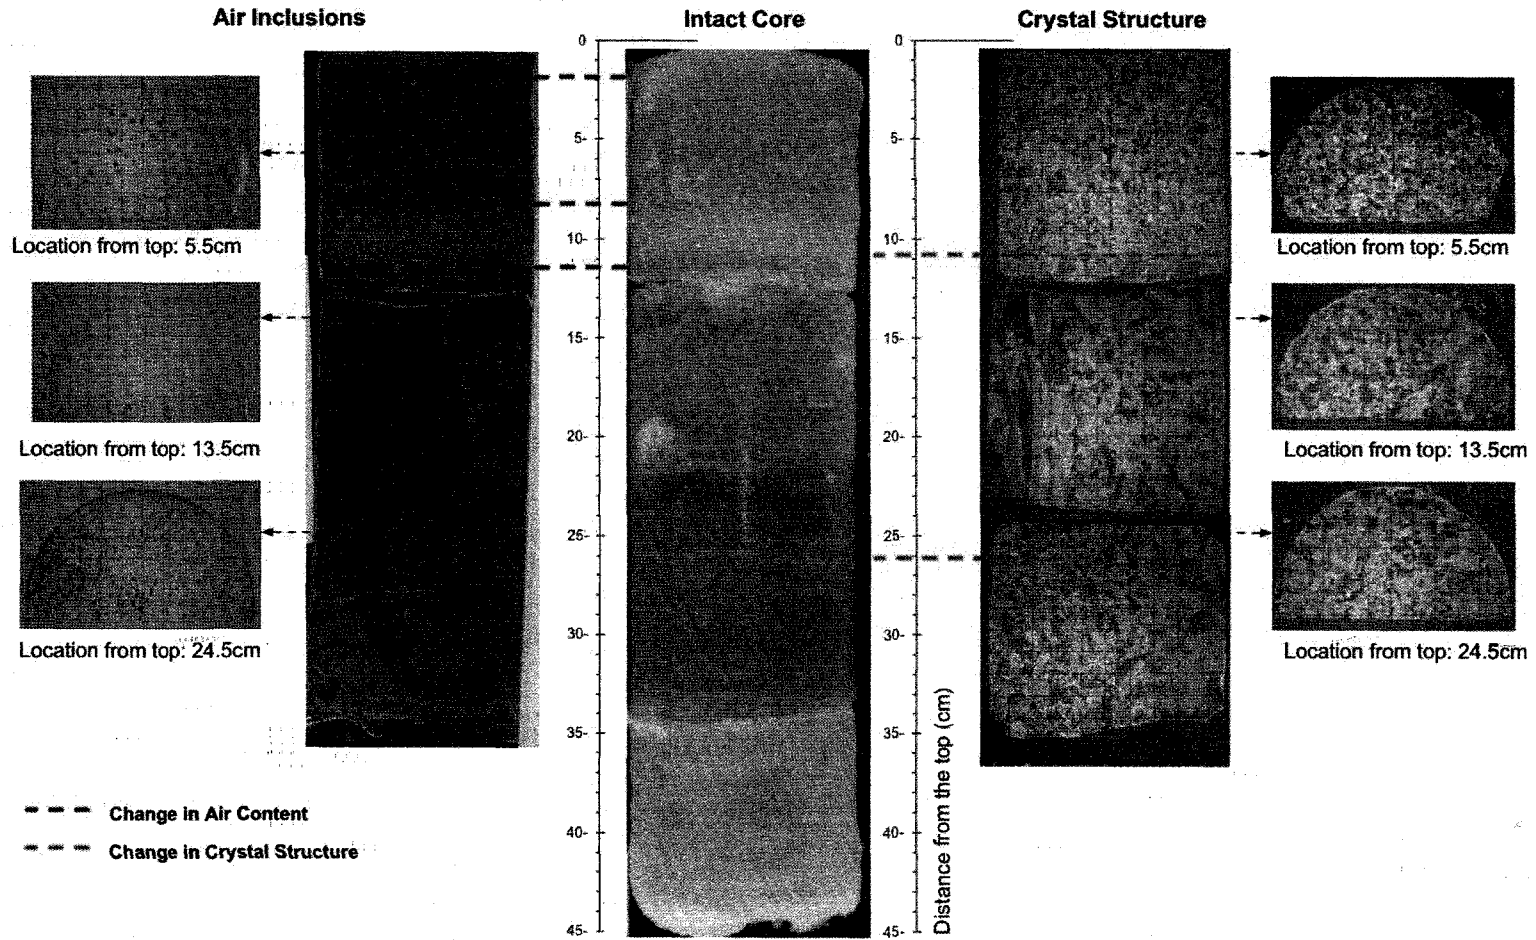 Air Inclusions
Intact Core
Crystal Structure
0
5-
10-
15-
20-
25-
30-
35-
40-
45-
0
5-
10-
15-
20-
25-
30-
35-
40-
45-
Distance from the top (cm)
Location from top: 5.5cm
Location from top: 13.5cm
Location from top: 24.5cm
Location from top: 5.5cm
Location from top: 13.5cm
Location from top: 24.5cm
Change in Air Content
Change in Crystal Structure